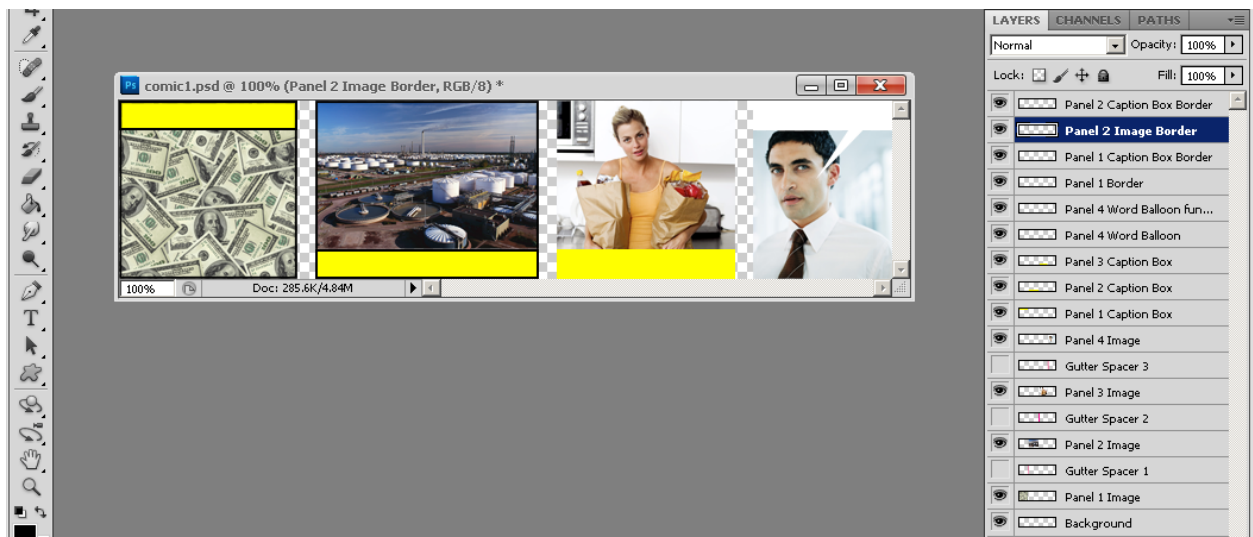 LAYERS CHANNELS PATHS
Normal Opacity: 100%
Lock: Fill: 100%
Ps comic1.psd @ 100% (Panel 2 Image Border, RGB/8) *
100% Doc: 285.6K/4.84M
T
Panel 2 Caption Box Border
Panel 2 Image Border
Panel 1 Caption Box Border
Panel 1 Border
Panel 4 Word Balloon fun...
Panel 4 Word Balloon
Panel 3 Caption Box
Panel 2 Caption Box
Panel 1 Caption Box
Panel 4 Image
Gutter Spacer 3
Panel 3 Image
Gutter Spacer 2
Panel 2 Image
Gutter Spacer 1
Panel 1 Image
Background